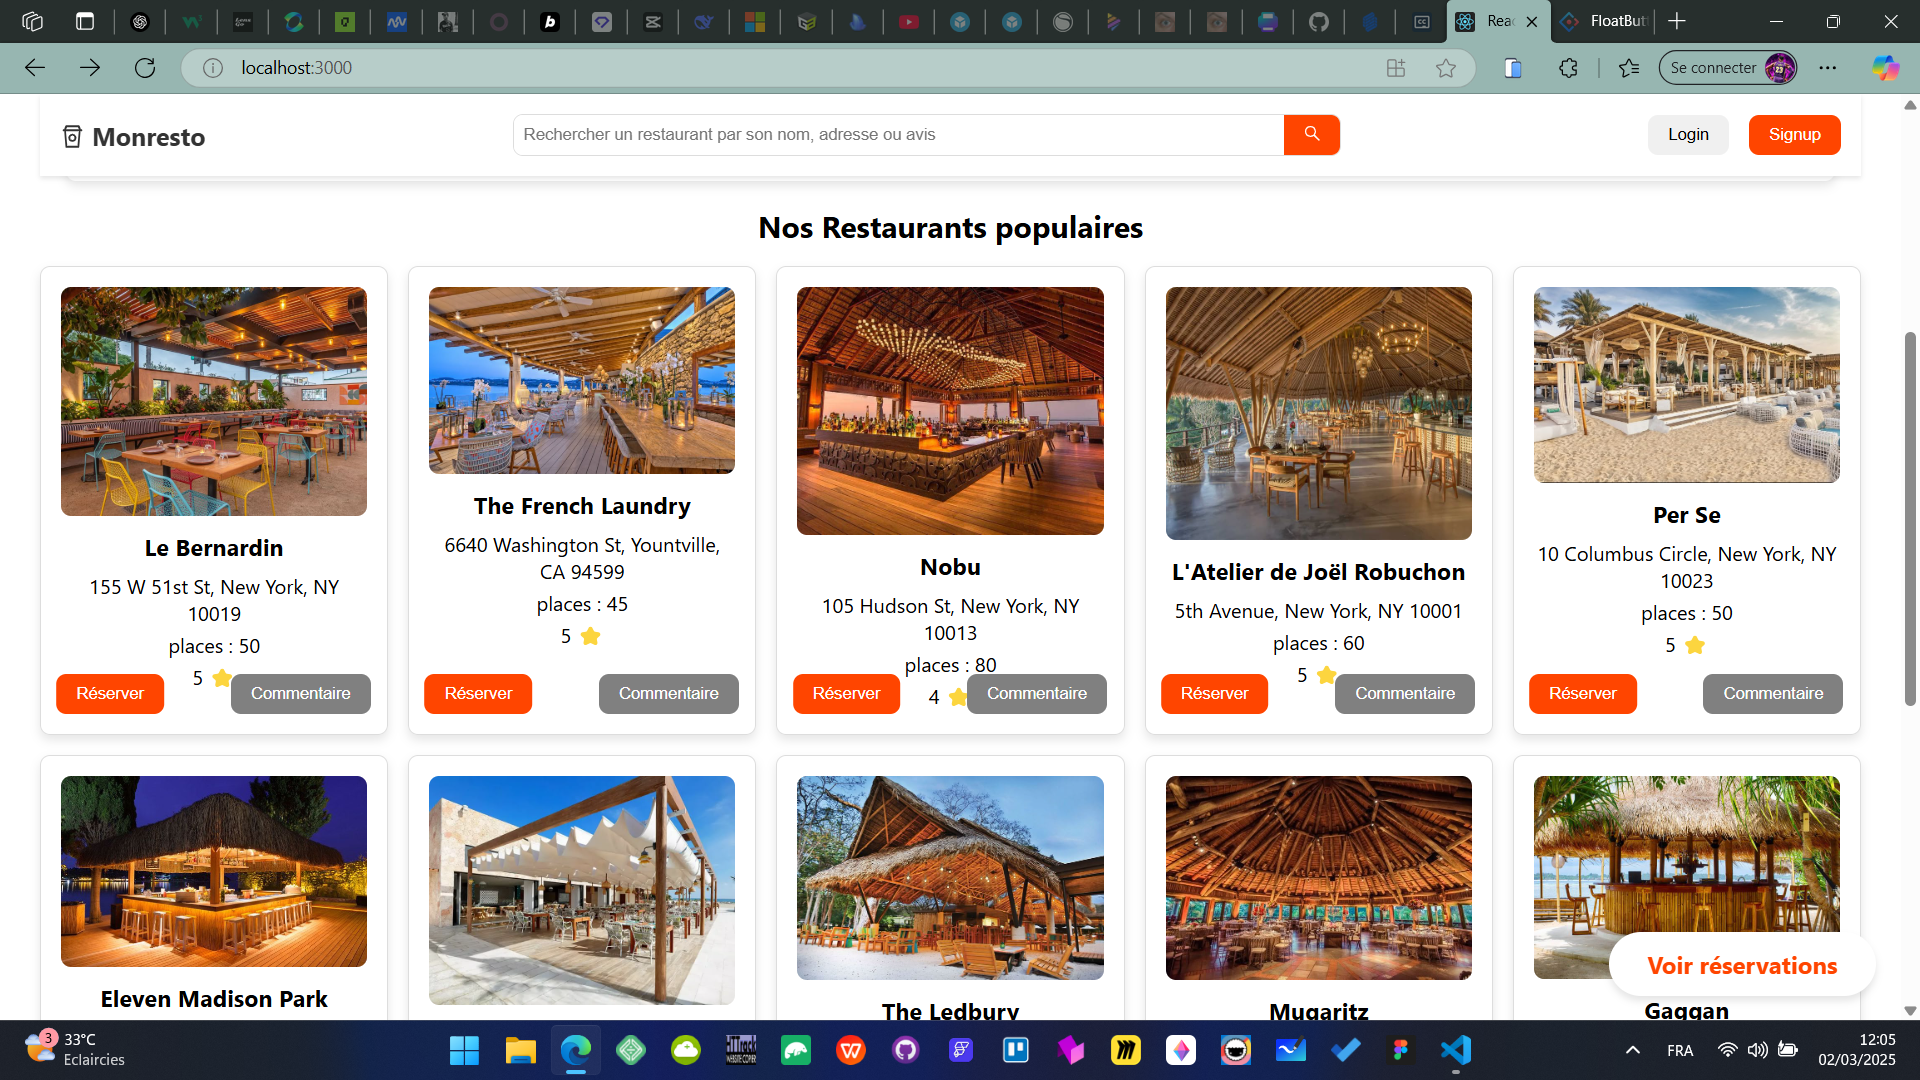 Reac
FloatButt
localhost:3000
Se connecter
Monresto
Rechercher un restaurant par son nom, adresse ou avis
Login
Signup
Nos Restaurants populaires
Le Bernardin
155 W 51st St, New York, NY
10019
places : 50
5
Réserver
Commentaire
The French Laundry
6640 Washington St, Yountville,
CA 94599
places : 45
5
Réserver
Commentaire
Nobu
105 Hudson St, New York, NY
10013
places : 80
4
Réserver
Commentaire
L'Atelier de Joël Robuchon
5th Avenue, New York, NY 10001
places : 60
5
Réserver
Commentaire
Per Se
10 Columbus Circle, New York, NY
10023
places : 50
5
Réserver
Commentaire
Eleven Madison Park
The Ledbury
Mugaritz
Gaggan
Voir réservations
3
33°C
Eclaircies
HTTrack
WEBSITE COPIER
FRA
12:05
02/03/2025